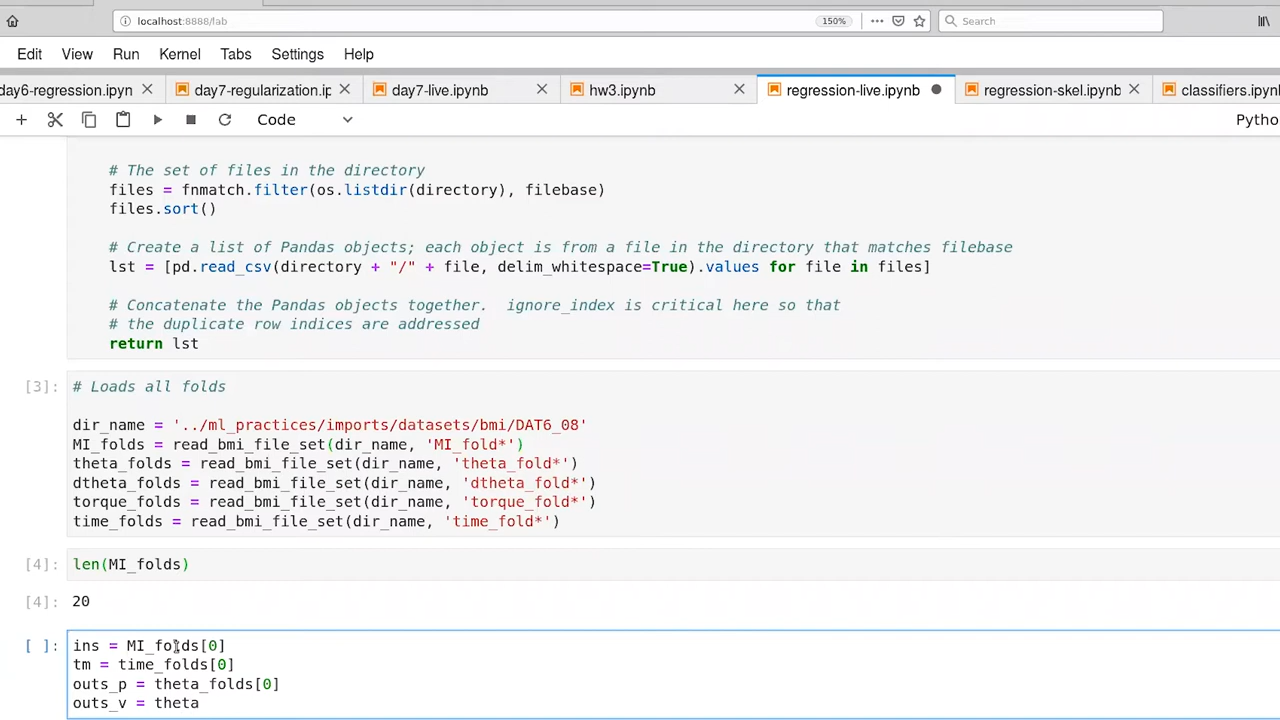 localhost:8888/lab
150%
Search
Edit View Run Kernel Tabs Settings Help
day6-regression.ipyn
day7-regularization.ip
day7-live.ipynb
hw3.ipynb
regression-live.ipynb
regression-skel.ipynb
classifiers.ipynl
Code
Pytho
# The set of files in the directory
files = fnmatch.filter(os.listdir(directory), filebase)
files.sort()
# Create a list of Pandas objects; each object is from a file in the directory that matches filebase
lst = [pd.read_csv(directory + "/" + file, delim_whitespace=True).values for file in files]
# Concatenate the Pandas objects together.  ignore_index is critical here so that
# the duplicate row indices are addressed
return lst
[3]: # Loads all folds
dir_name = '../ml_practices/imports/datasets/bmi/DAT6_08'
MI_folds = read_bmi_file_set(dir_name, 'MI_fold*')
theta_folds = read_bmi_file_set(dir_name, 'theta_fold*')
dtheta_folds = read_bmi_file_set(dir_name, 'dtheta_fold*')
torque_folds = read_bmi_file_set(dir_name, 'torque_fold*')
time_folds = read_bmi_file_set(dir_name, 'time_fold*')
[4]: len(MI_folds)
[4]: 20
[ ]: ins = MI_folds[0]
tm = time_folds[0]
outs_p = theta_folds[0]
outs_v = theta